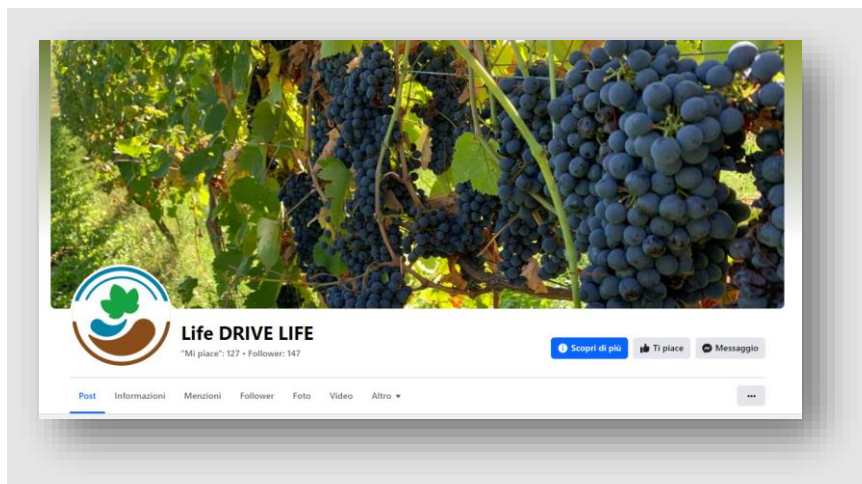 Life DRIVE LIFE
"Mi piace": 127 • Follower: 147
Scopri di più
Ti piace
Messaggio
Post Informazioni Menzioni Follower Foto Video Altro